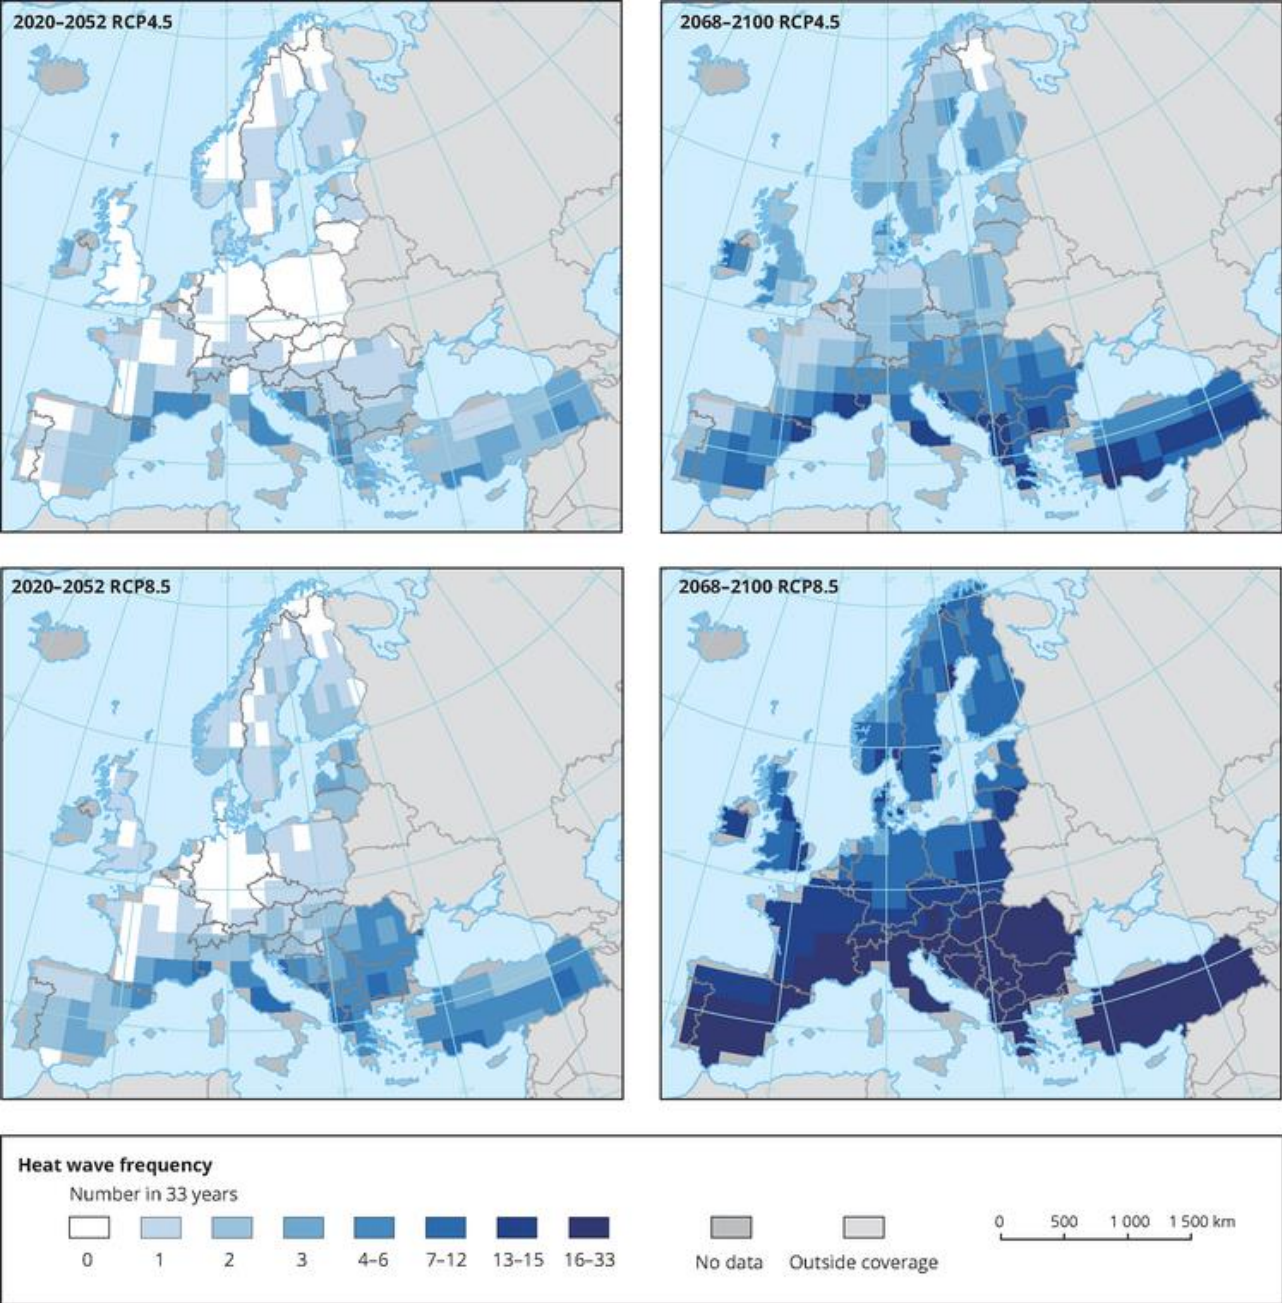 2020–2052 RCP4.5
2068–2100 RCP4.5
2020–2052 RCP8.5
2068–2100 RCP8.5
Heat wave frequency
Number in 33 years
0 1 2 3 4–6 7–12 13–15 16–33
No data Outside coverage
0 500 1 000 1 500 km